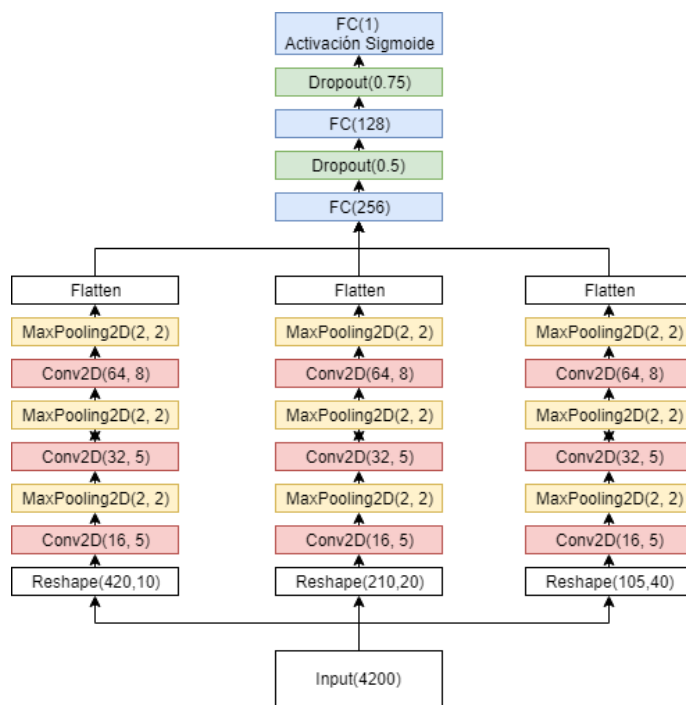 FC(1)
Activación Sigmoide
Dropout(0.75)
FC(128)
Dropout(0.5)
FC(256)
Flatten Flatten Flatten
MaxPooling2D(2, 2) MaxPooling2D(2, 2) MaxPooling2D(2, 2)
Conv2D(64, 8) Conv2D(64, 8) Conv2D(64, 8)
MaxPooling2D(2, 2) MaxPooling2D(2, 2) MaxPooling2D(2, 2)
Conv2D(32, 5) Conv2D(32, 5) Conv2D(32, 5)
MaxPooling2D(2, 2) MaxPooling2D(2, 2) MaxPooling2D(2, 2)
Conv2D(16, 5) Conv2D(16, 5) Conv2D(16, 5)
Reshape(420,10) Reshape(210,20) Reshape(105,40)
Input(4200)